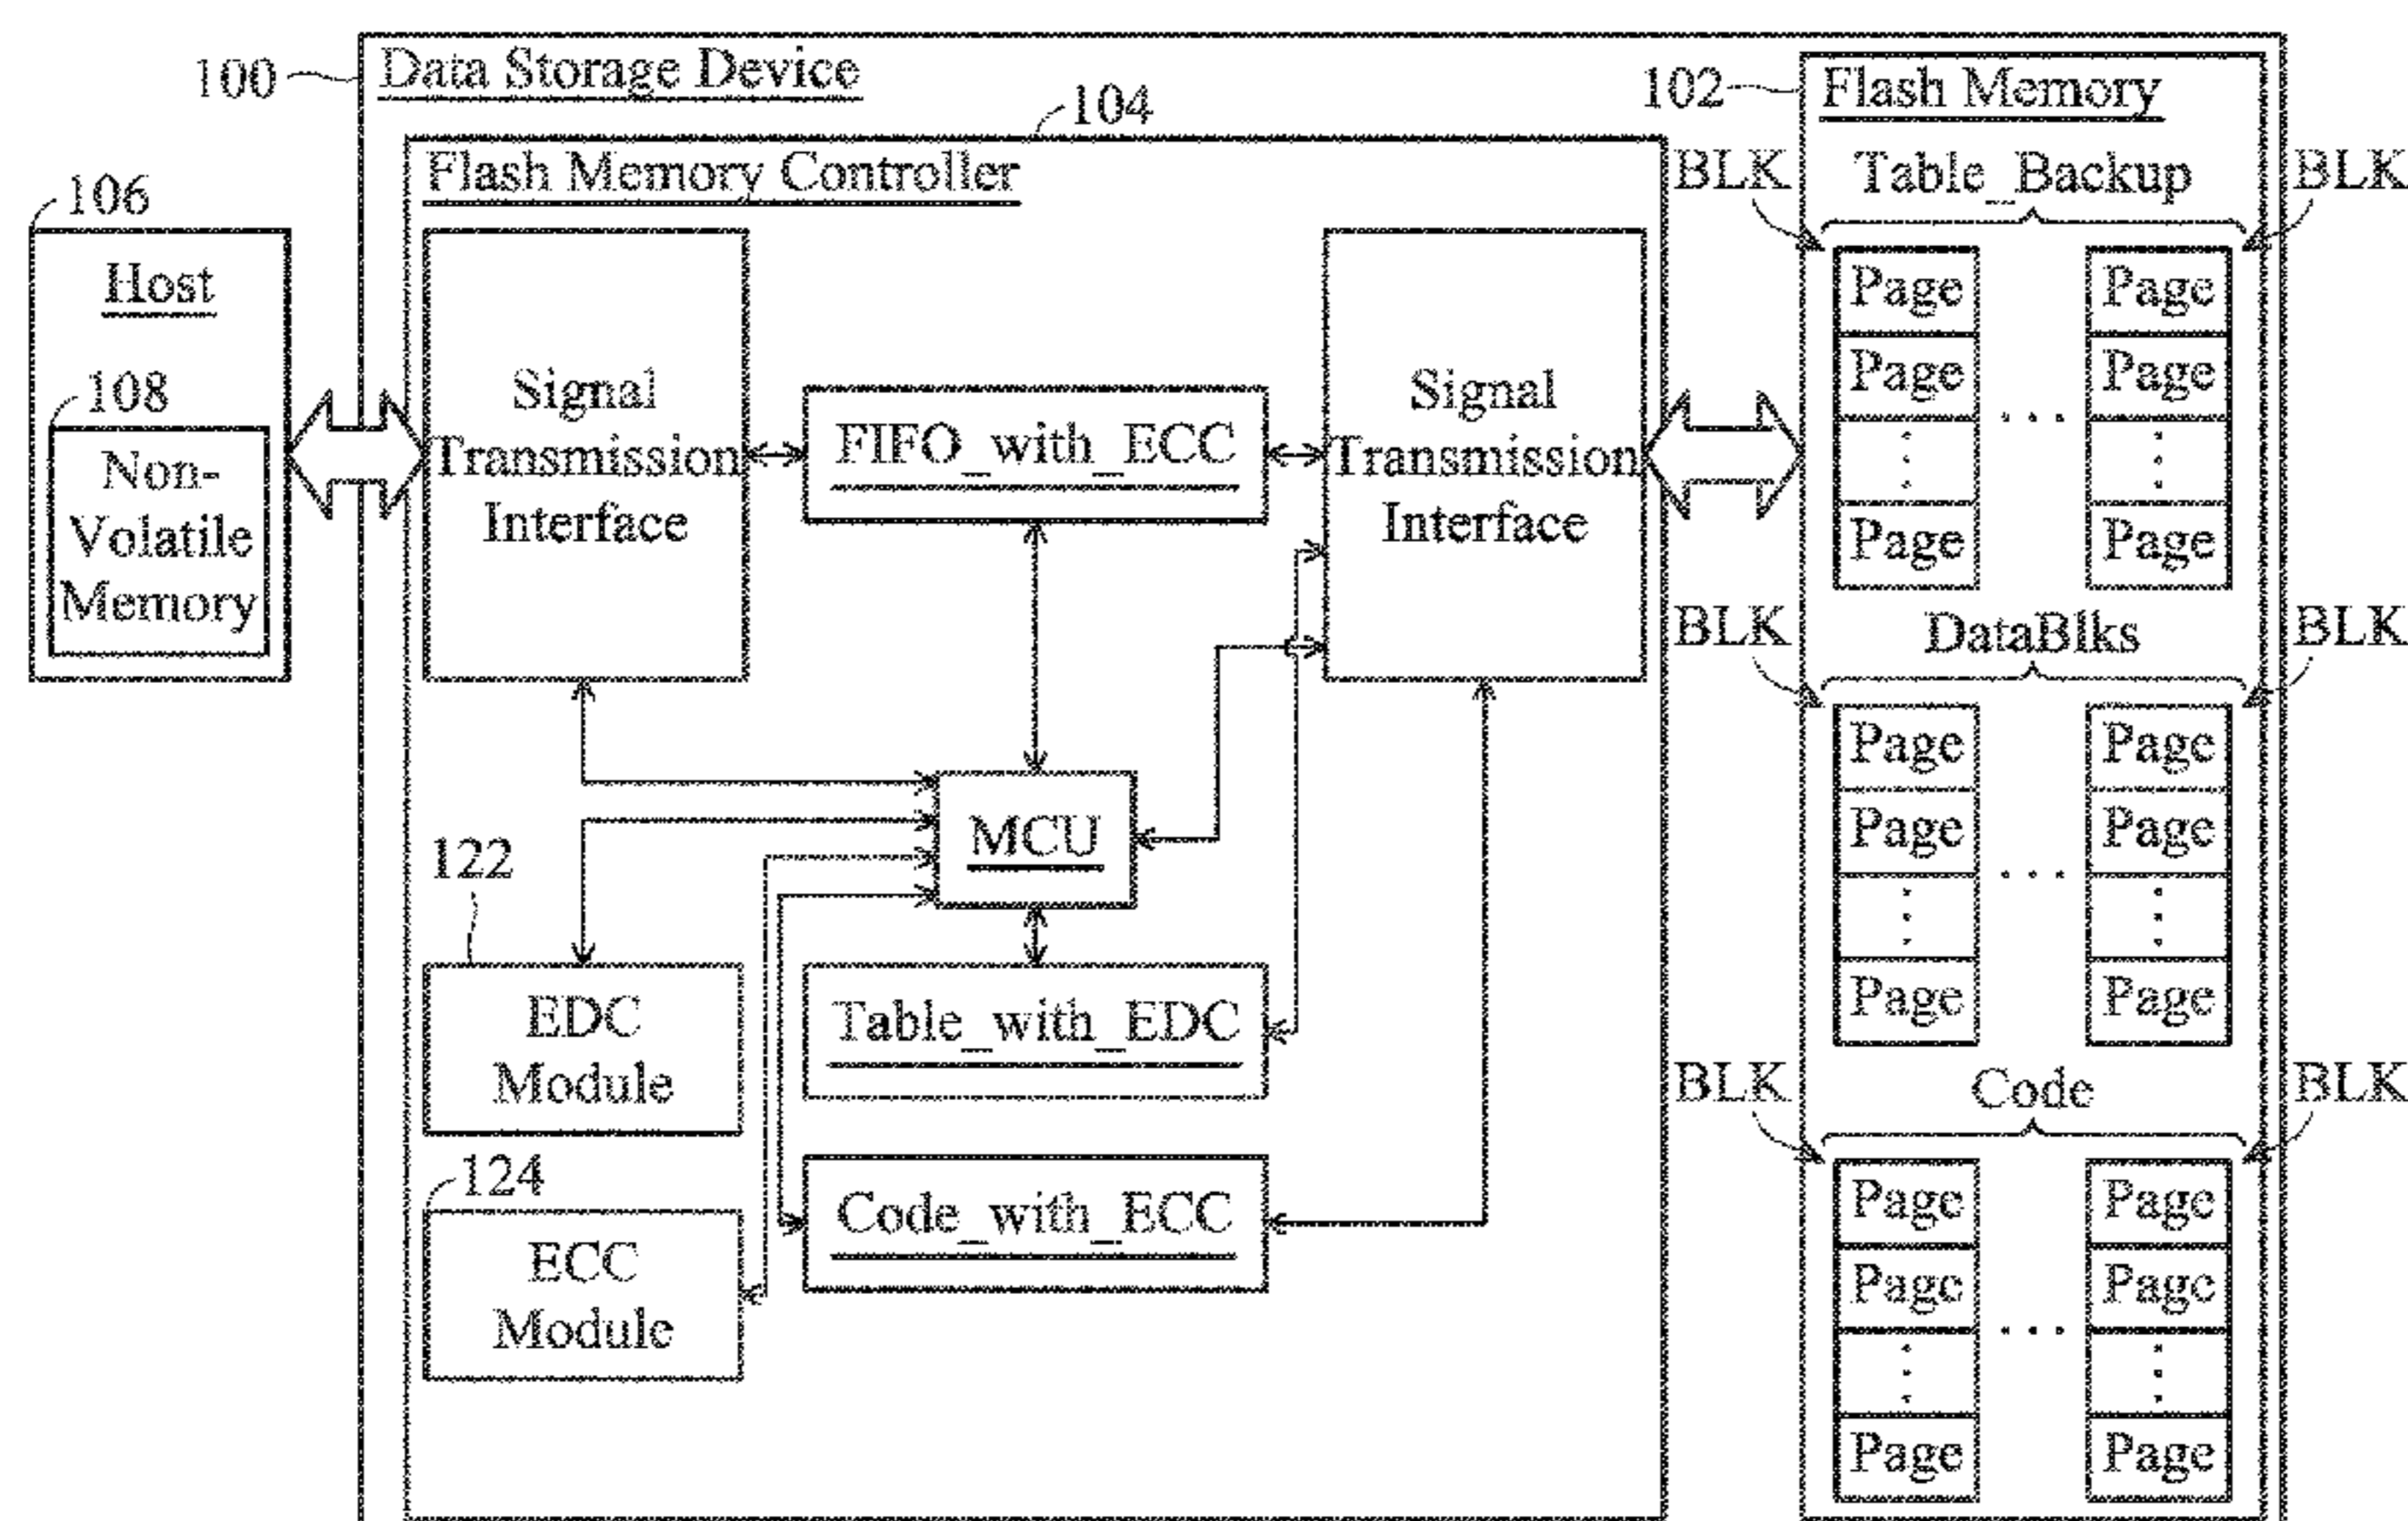 100
Data Storage Device
102
Flash Memory
104
Flash Memory Controller
BLK
Table_Backup
BLK
106
Host
108
Non-
Volatile
Memory
Signal
Transmission
Interface
FIFO_with_ECC
Signal
Transmission
Interface
Page
Page
Page
Page
Page
Page
BLK
DataBlks
BLK
Page
Page
Page
Page
Page
Page
MCU
122
EDC
Module
Table_with_EDC
BLK
Code
BLK
124
ECC
Module
Code_with_ECC
Page
Page
Page
Page
Page
Page